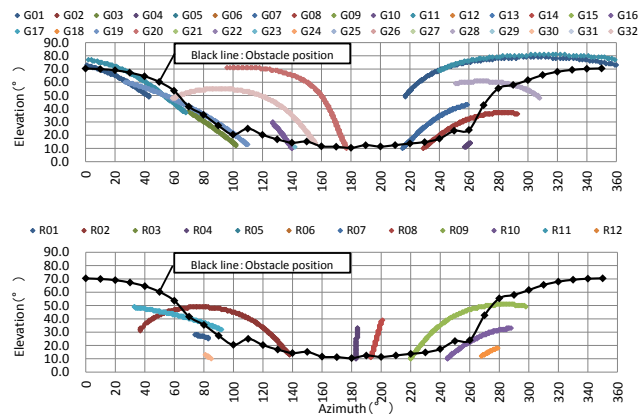 G01 G02 G03 G04 G05 G06 G07 G08 G09 G10 G11 G12 G13 G14 G15 G16
G17 G18 G19 G20 G21 G22 G23 G24 G25 G26 G27 G28 G29 G30 G31 G32
90.0
80.0
70.0
60.0
50.0
40.0
30.0
20.0
10.0
Elevation(°)
Black line: Obstacle position
0 20 40 60 80 100 120 140 160 180 200 220 240 260 280 300 320 340 360
R01 R02 R03 R04 R05 R06 R07 R08 R09 R10 R11 R12
90.0
80.0
70.0
60.0
50.0
40.0
30.0
20.0
10.0
Elevation(°)
Black line: Obstacle position
0 20 40 60 80 100 120 140 160 180 200 220 240 260 280 300 320 340 360
Azimuth(°)